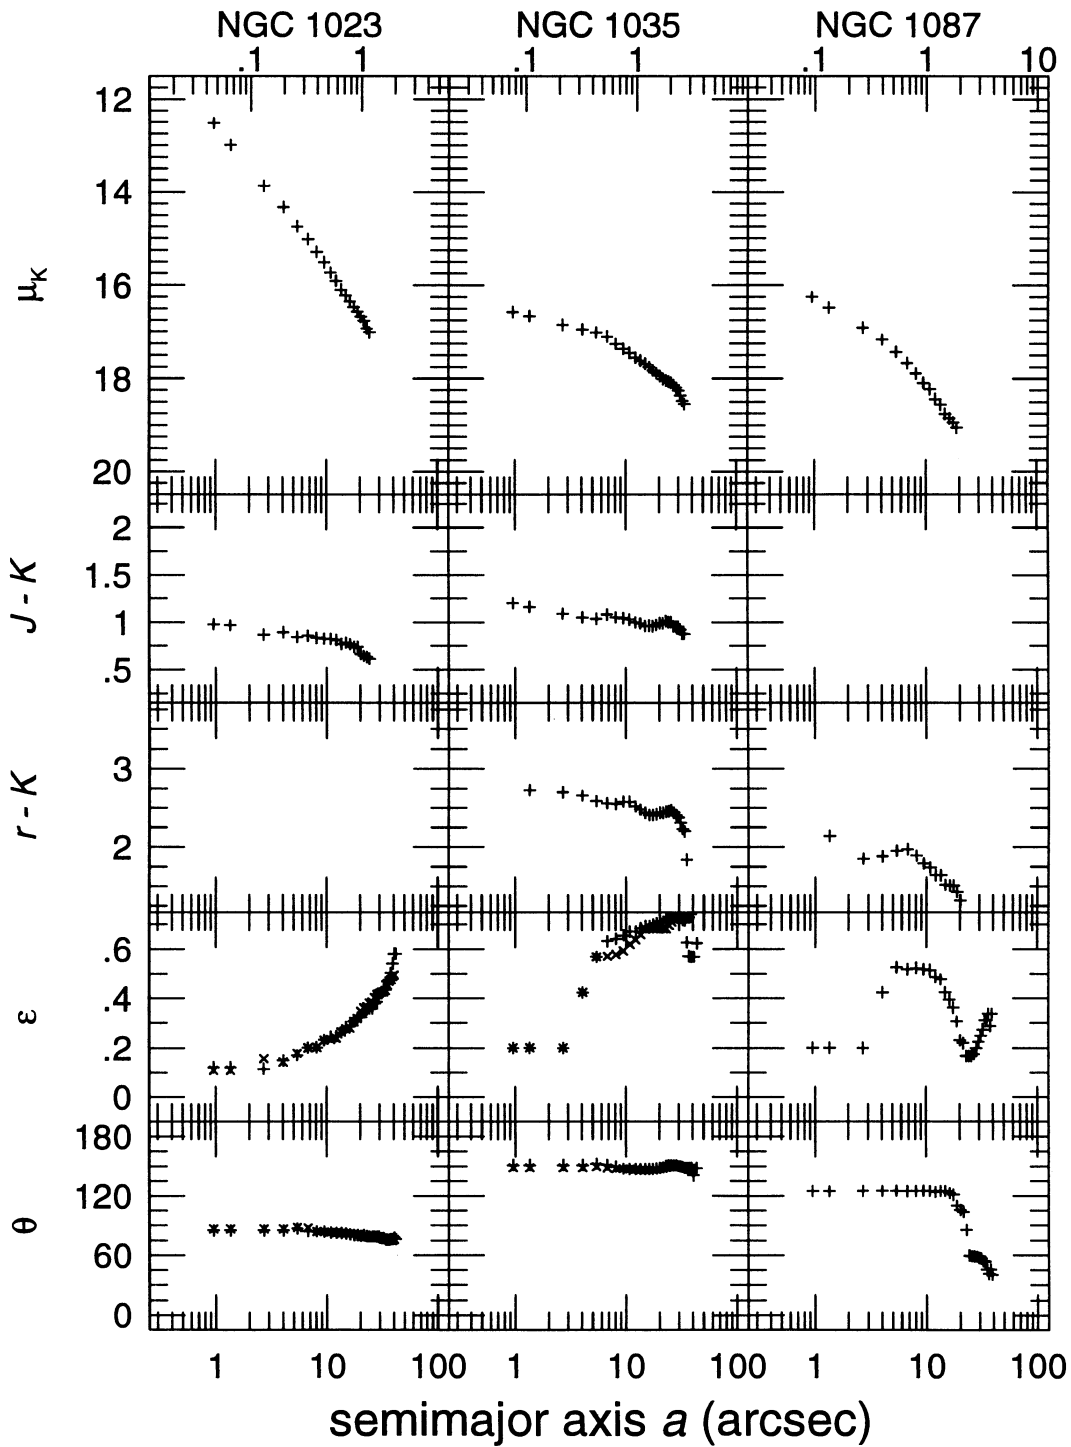 NGC 1023 NGC 1035 NGC 1087
.1 1 .1 1 .1 1 10
12
14
μK
16
18
20
2
1.5
J - K
1
.5
3
r - K
2
.6
.4
ε
.2
0
180
120
θ
60
0
1 10 100 1 10 100 1 10 100
semimajor axis a (arcsec)